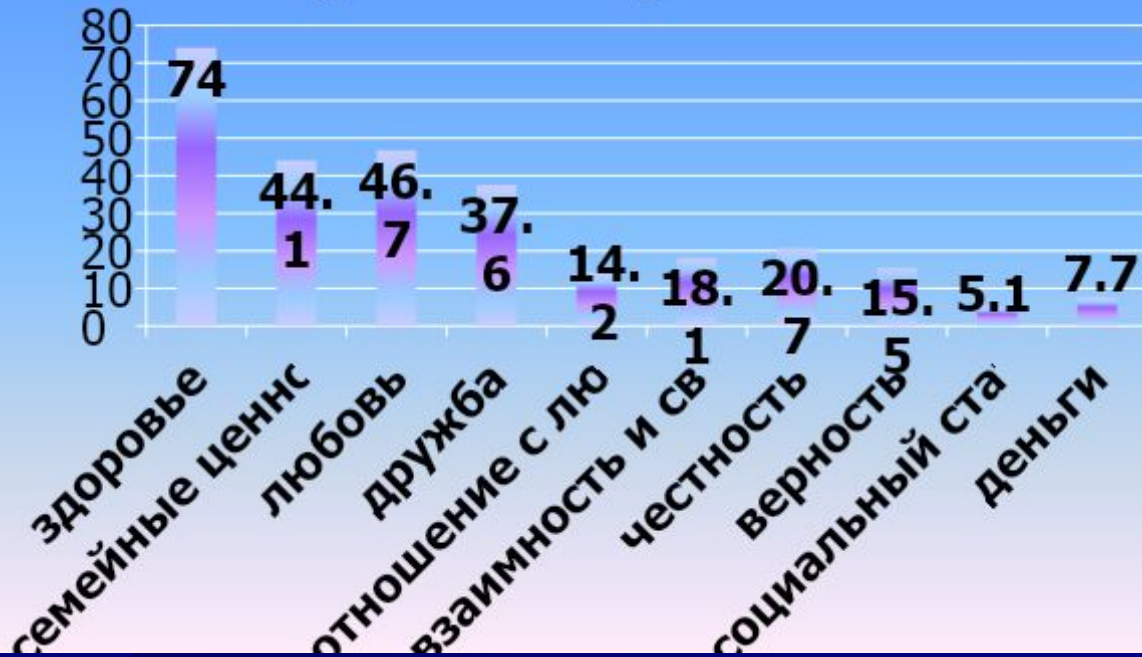 80
70
60
50
40
30
20
10
0
74
44.
1
46.
7
37.
6
14.
2
18.
1
20.
7
15.
5
5.1
7.7
здоровье
семейные ценнс
любовь
дружба
отношение с лю
взаимность и св
честность
верность
социальный ста
деньги